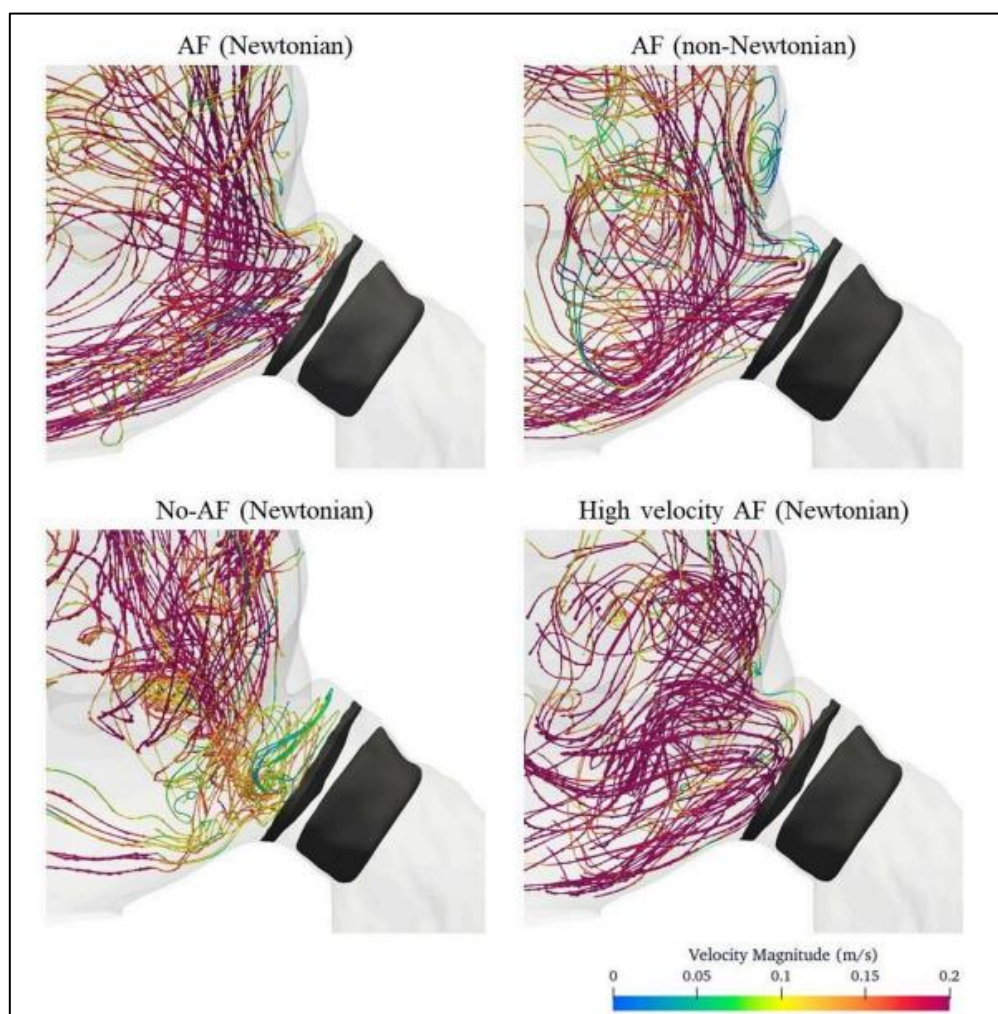 AF (Newtonian)
AF (non-Newtonian)
No-AF (Newtonian)
High velocity AF (Newtonian)
Velocity Magnitude (m/s)
0 0.05 0.1 0.15 0.2